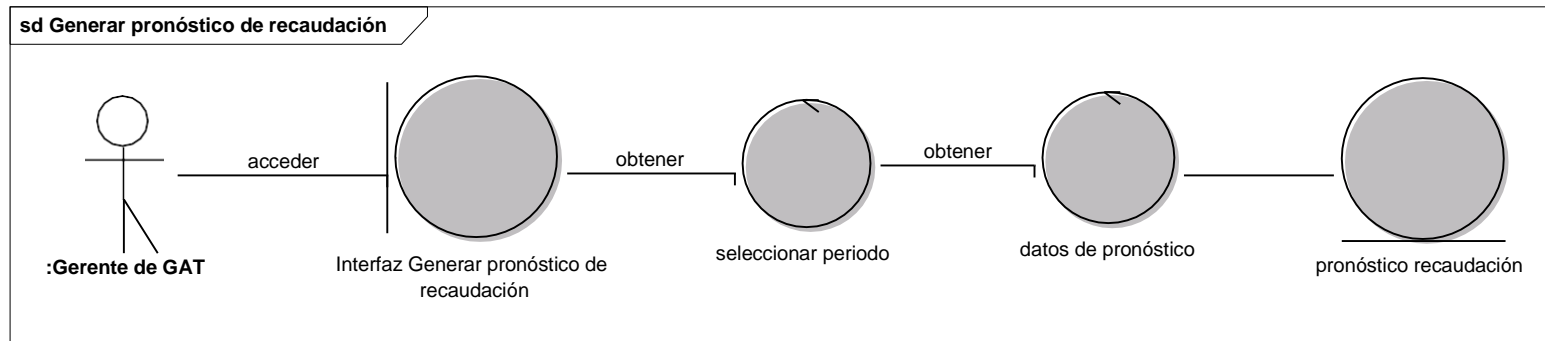 sd Generar pronóstico de recaudación
acceder
obtener
obtener
:Gerente de GAT
Interfaz Generar pronóstico de
recaudación
seleccionar periodo
datos de pronóstico
pronóstico recaudación